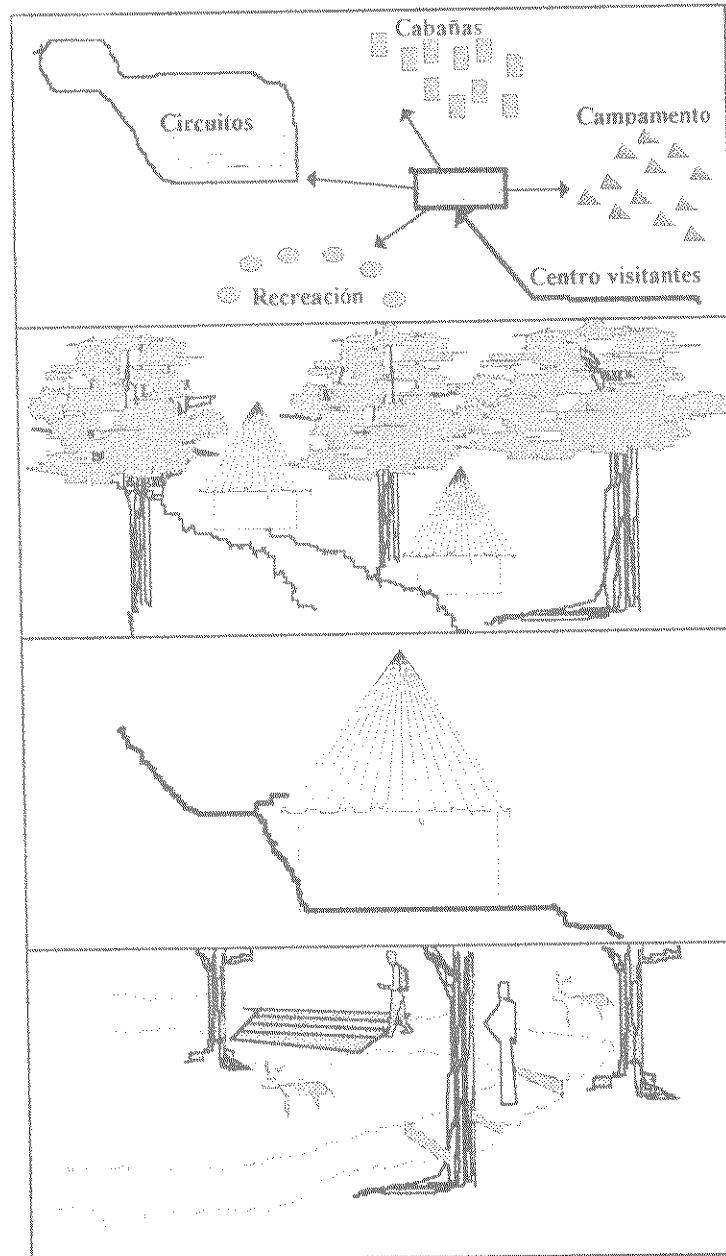 Cabañas
Circuitos
Campamento
Centro visitantes
Recreación